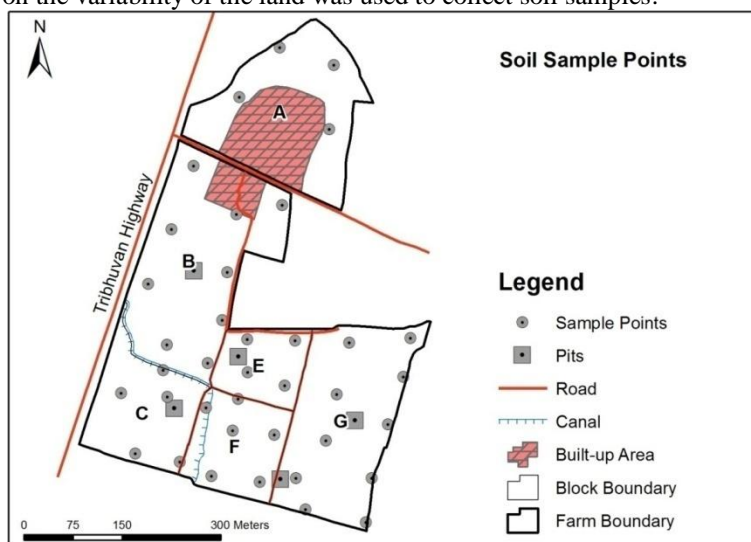 on the variability of the land was used to collect soil samples.
N
Soil Sample Points
A
Tribhuvan Highway
B
Legend
Sample Points
E
Pits
Road
C
G
Canal
F
Built-up Area
Block Boundary
Farm Boundary
0 75 150 300 Meters